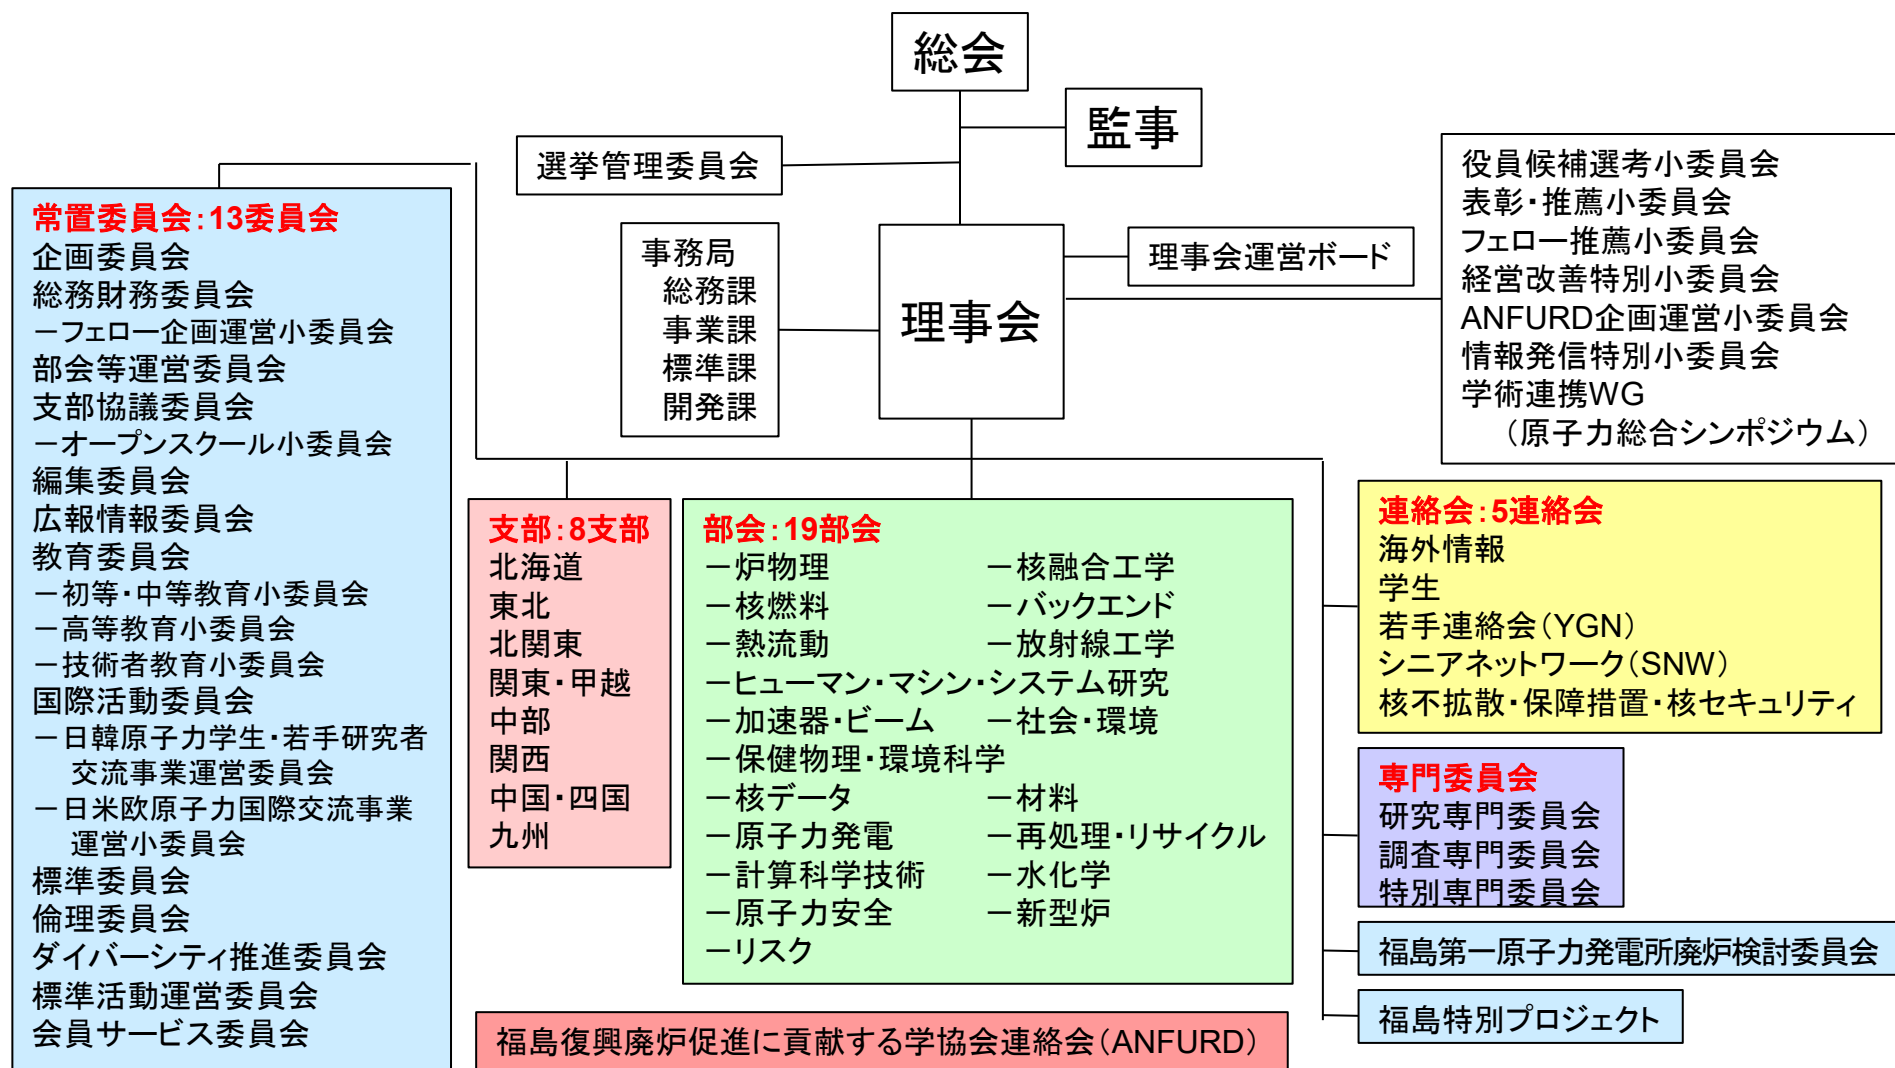 総会
監事
選挙管理委員会
常置委員会：13委員会
企画委員会
総務財務委員会
－フェロー企画運営小委員会
部会等運営委員会
支部協議委員会
－オープンスクール小委員会
編集委員会
広報情報委員会
教育委員会
－初等・中等教育小委員会
－高等教育小委員会
－技術者教育小委員会
国際活動委員会
－日韓原子力学生・若手研究者
交流事業運営委員会
－日米欧原子力国際交流事業
運営小委員会
標準委員会
倫理委員会
ダイバーシティ推進委員会
標準活動運営委員会
会員サービス委員会
事務局
総務課
事業課
標準課
開発課
理事会
理事会運営ボード
役員候補選考小委員会
表彰・推薦小委員会
フェロー推薦小委員会
経営改善特別小委員会
ANFURD企画運営小委員会
情報発信特別小委員会
学術連携WG
（原子力総合シンポジウム）
支部：8支部
北海道
東北
北関東
関東・甲越
中部
関西
中国・四国
九州
部会：19部会
－炉物理 －核融合工学
－核燃料 －バックエンド
－熱流動 －放射線工学
－ヒューマン・マシン・システム研究
－加速器・ビーム －社会・環境
－保健物理・環境科学
－核データ －材料
－原子力発電 －再処理・リサイクル
－計算科学技術 －水化学
－原子力安全 －新型炉
－リスク
連絡会：5連絡会
海外情報
学生
若手連絡会（YGN）
シニアネットワーク（SNW）
核不拡散・保障措置・核セキュリティ
専門委員会
研究専門委員会
調査専門委員会
特別専門委員会
福島第一原子力発電所廃炉検討委員会
福島特別プロジェクト
福島復興廃炉促進に貢献する学協会連絡会（ANFURD）